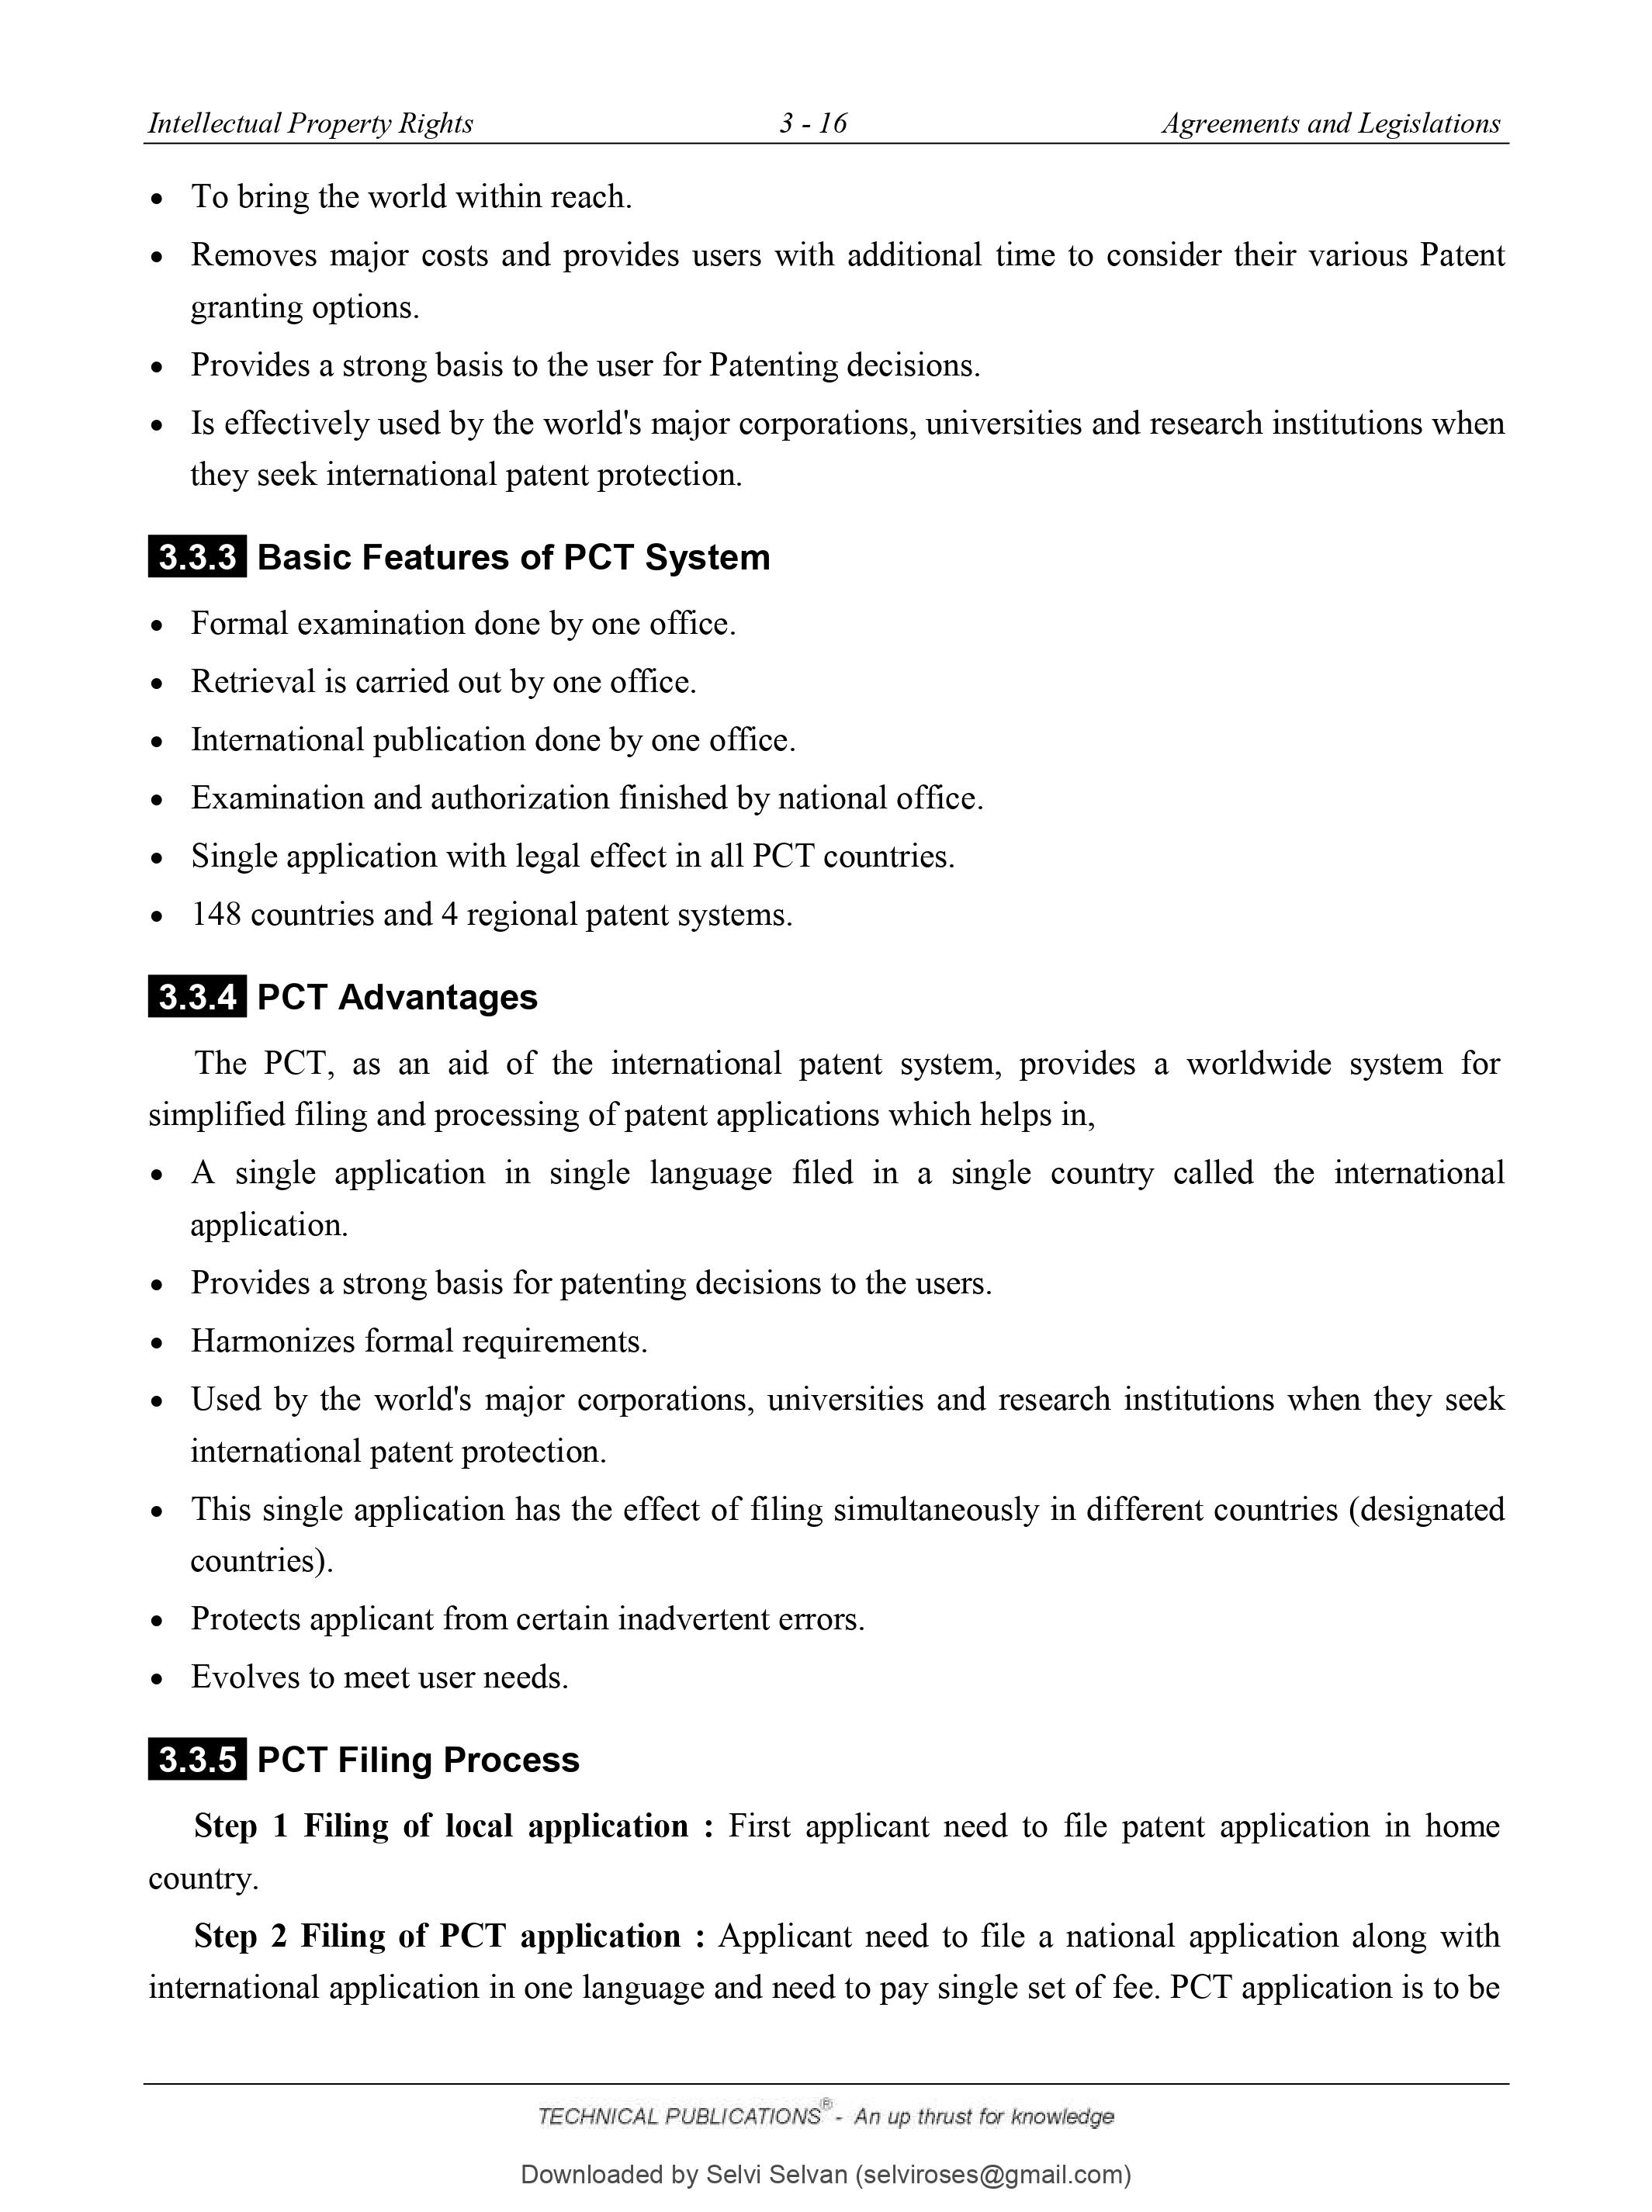 Intellectual Property Rights 3 - 16 Agreements and Legislations
• To bring the world within reach.
• Removes major costs and provides users with additional time to consider their various Patent
granting options.
• Provides a strong basis to the user for Patenting decisions.
• Is effectively used by the world's major corporations, universities and research institutions when
they seek international patent protection.
3.3.3 Basic Features of PCT System
• Formal examination done by one office.
• Retrieval is carried out by one office.
• International publication done by one office.
• Examination and authorization finished by national office.
• Single application with legal effect in all PCT countries.
• 148 countries and 4 regional patent systems.
3.3.4 PCT Advantages
The PCT, as an aid of the international patent system, provides a worldwide system for
simplified filing and processing of patent applications which helps in,
• A single application in single language filed in a single country called the international
application.
• Provides a strong basis for patenting decisions to the users.
• Harmonizes formal requirements.
• Used by the world's major corporations, universities and research institutions when they seek
international patent protection.
• This single application has the effect of filing simultaneously in different countries (designated
countries).
• Protects applicant from certain inadvertent errors.
• Evolves to meet user needs.
3.3.5 PCT Filing Process
Step 1 Filing of local application : First applicant need to file patent application in home
country.
Step 2 Filing of PCT application : Applicant need to file a national application along with
international application in one language and need to pay single set of fee. PCT application is to be
TECHNICAL PUBLICATIONS® - An up thrust for knowledge
Downloaded by Selvi Selvan (selviroses@gmail.com)